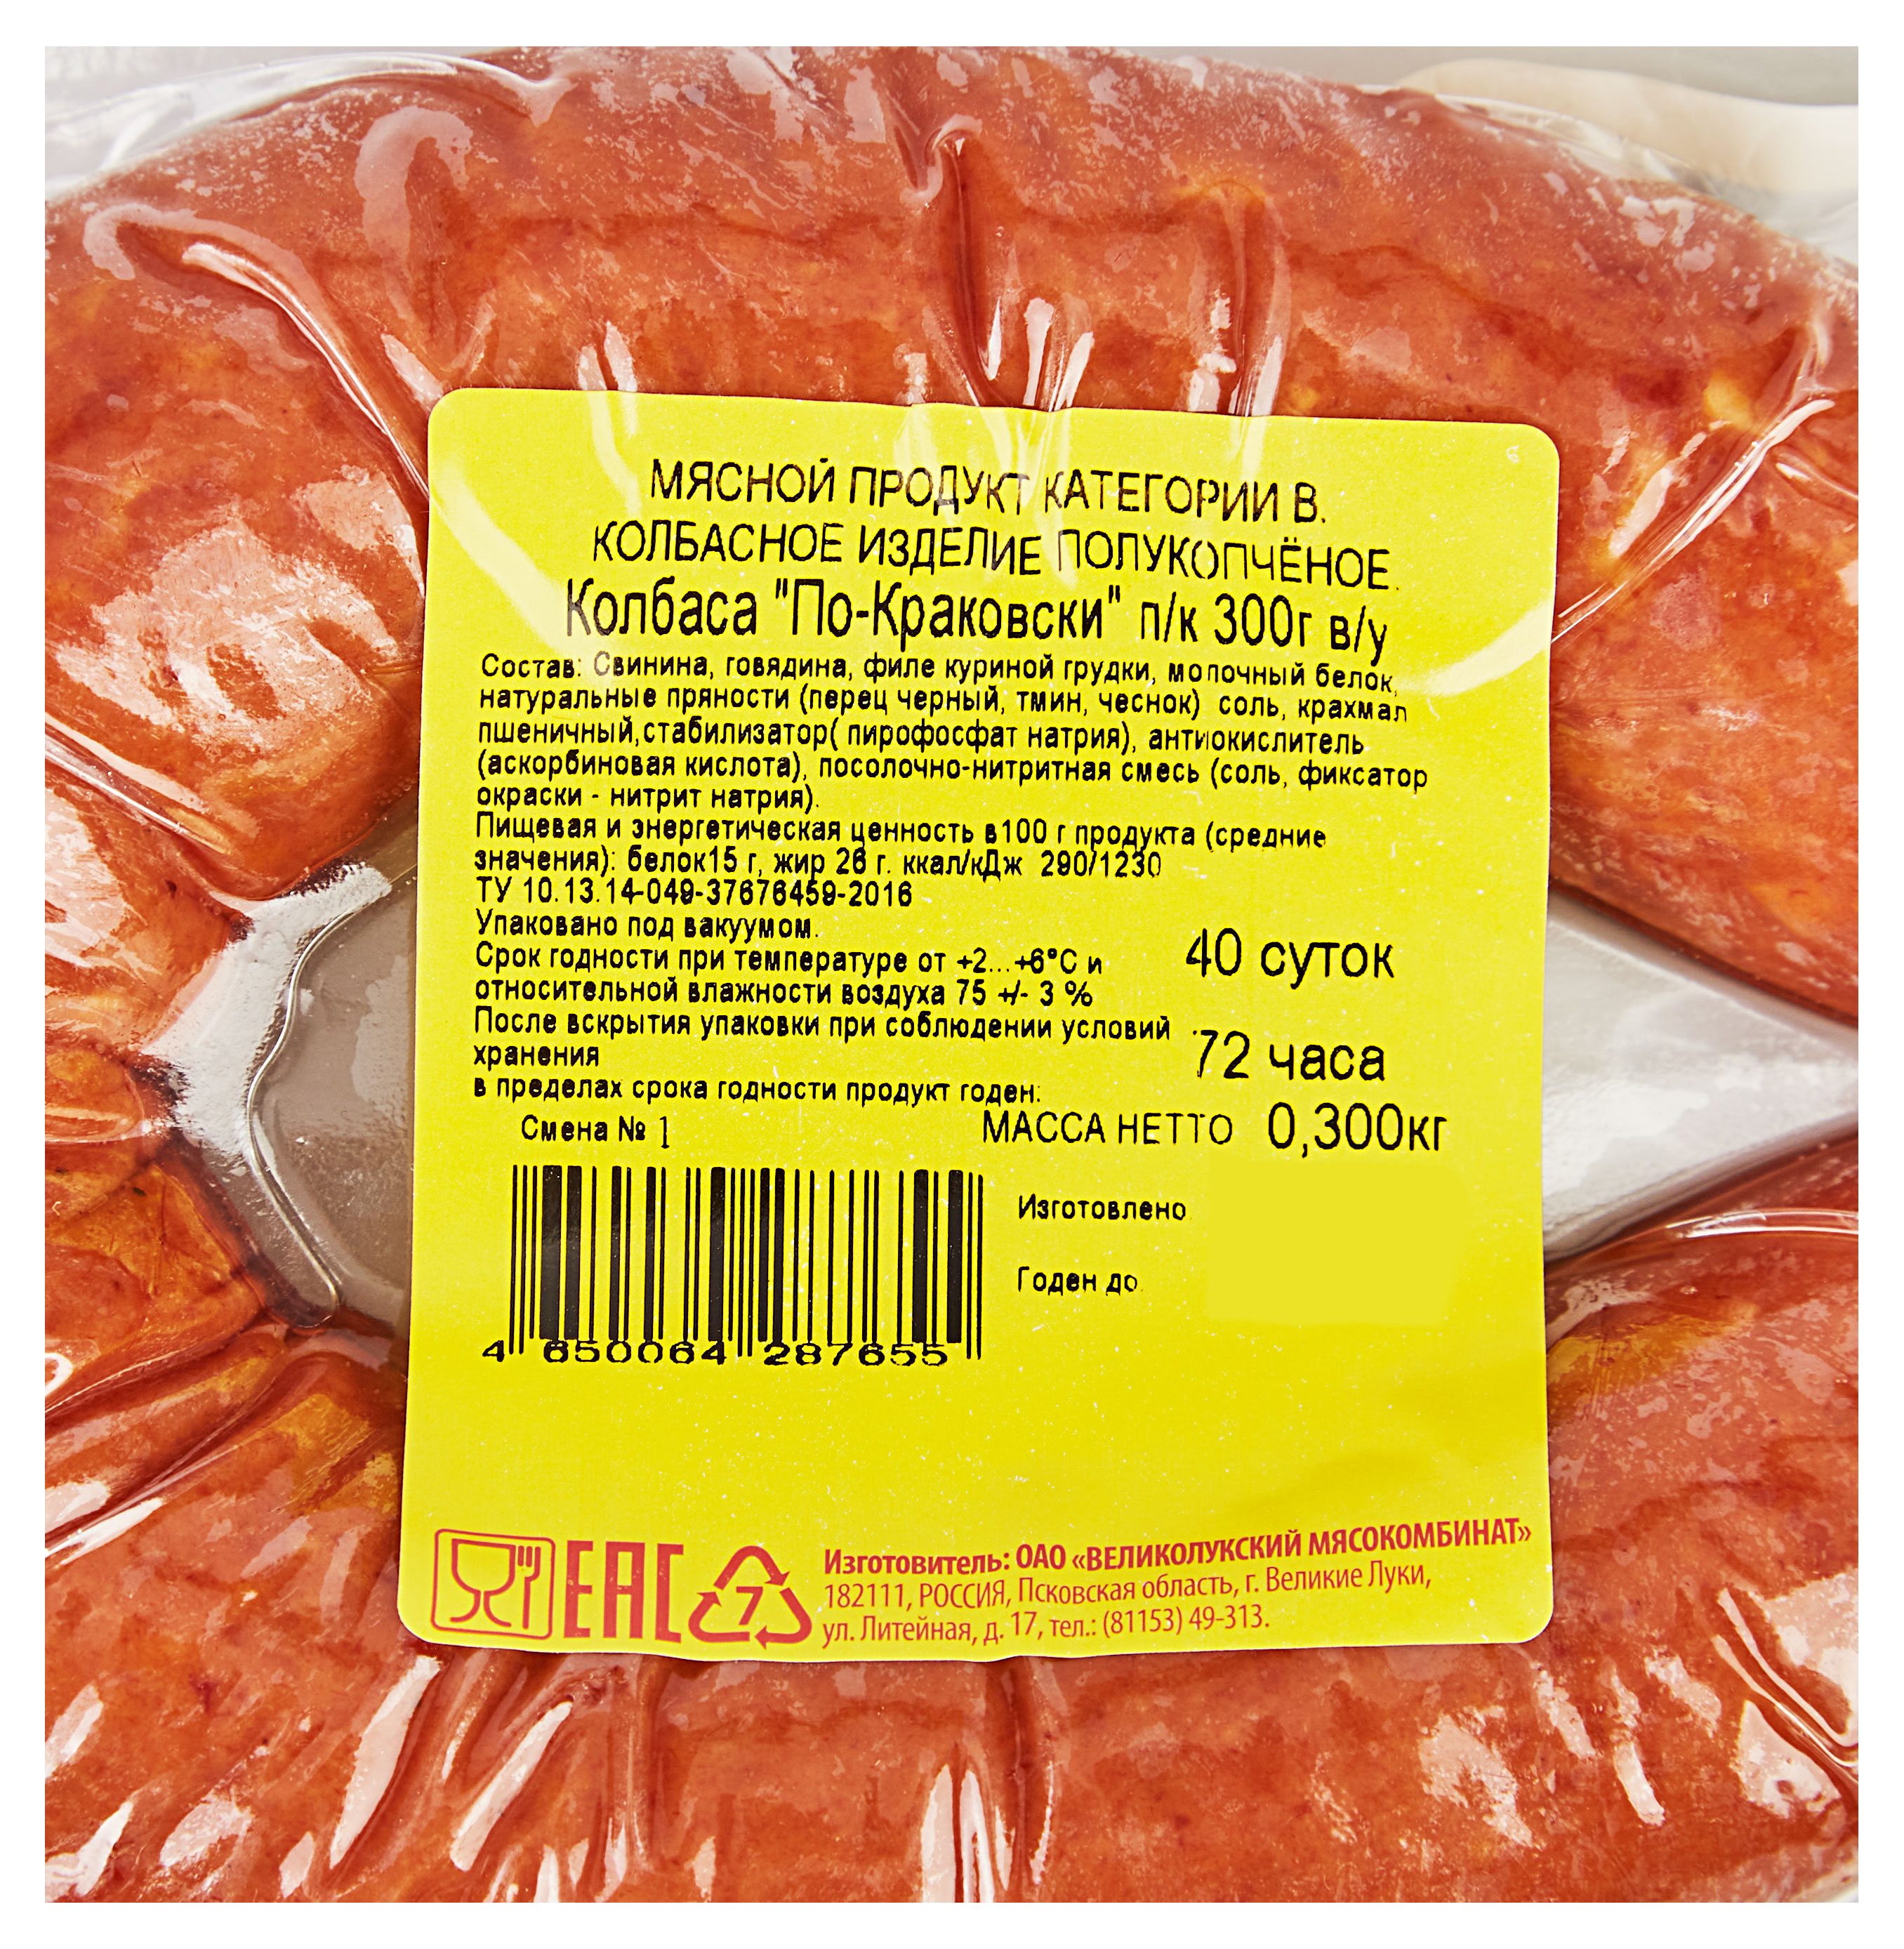 МЯСНОЙ ПРОДУКТ КАТЕГОРИИ В.
КОЛБАСНОЕ ИЗДЕЛИЕ ПОЛУКОПЧЁНОЕ.
Колбаса "По-Краковски" п/к 300г в/у
Состав: Свинина, говядина, филе куриной грудки, молочный белок,
натуральные пряности (перец черный, тмин, чеснок) соль, крахмал
пшеничный,стабилизатор( пирофосфат натрия), антиокислитель
(аскорбиновая кислота), посолочно-нитритная смесь (соль, фиксатор
окраски - нитрит натрия).
Пищевая и энергетическая ценность в100 г продукта (средние
значения): белок15 г, жир 26 г. ккал/кДж 290/1230
ТУ 10.13.14-049-37676459-2016
Упаковано под вакуумом.
Срок годности при температуре от +2...+6°С и
относительной влажности воздуха 75 +/- 3 %
40 суток
После вскрытия упаковки при соблюдении условий
хранения
в пределах срока годности продукт годен:
72 часа
Смена № 1
МАССА НЕТТО 0,300кг
Изготовлено
Годен до
4 650064 287655
EAC
7
Изготовитель: ОАО «ВЕЛИКОЛУКСКИЙ МЯСОКОМБИНАТ»
182111, РОССИЯ, Псковская область, г. Великие Луки,
ул. Литейная, д. 17, тел.: (81153) 49-313.